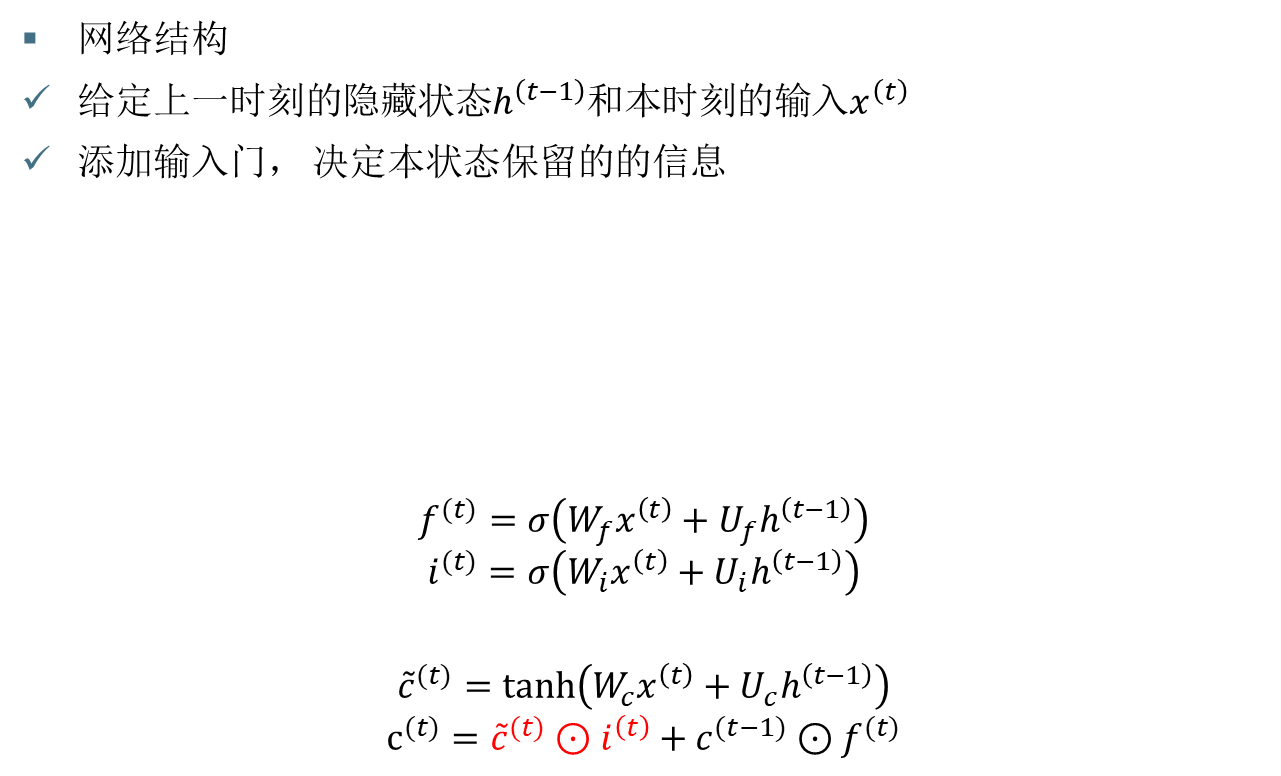 ▪ 网络结构
✓ 给定上一时刻的隐藏状态h^(t−1)和本时刻的输入x^(t)
✓ 添加输入门， 决定本状态保留的的信息
f^(t) = σ(W_f x^(t) + U_f h^(t−1))
i^(t) = σ(W_i x^(t) + U_i h^(t−1))
c̃^(t) = tanh(W_c x^(t) + U_c h^(t−1))
c^(t) = c̃^(t) ⊙ i^(t) + c^(t−1) ⊙ f^(t)